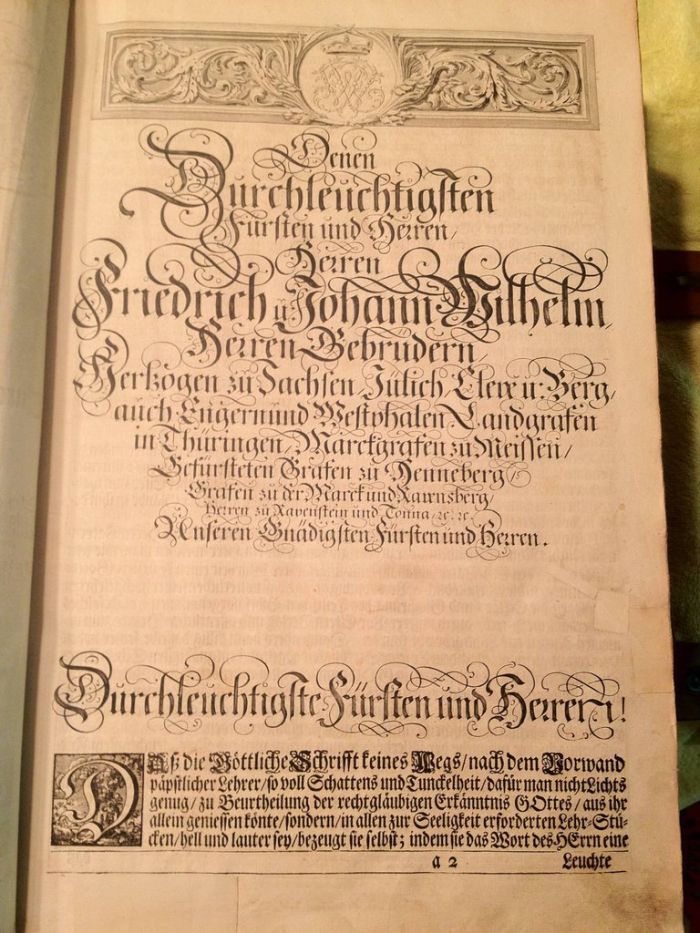 Denen
Durchleuchtigsten
Fürsten und Herren/
Herren
Friedrich u. Johann Wilhelm/
Herren Gebrüdern/
Hertzogen zu Sachsen/Jülich/Cleve u: Berg/
auch Engern und Westphalen/Landgrafen
in Thüringen/Marckgrafen zu Meissen/
Gefürsteten Grafen zu Henneberg/
Grafen zu der Marck und Ravensberg/
Herren zu Ravenstein und Tonna/ꝛc.ꝛc.
Unseren Gnädigsten Fürsten und Herren.
Durchleuchtigste Fürsten und Herren!
Daß die Göttliche Schrifft keines Wegs/nach dem Vorwand
päpstlicher Lehrer/so voll Schattens und Tunckelheit/dafür man nicht Lichts
genug/zu Beurtheilung der rechtgläubigen Erkänntnis GOttes/aus ihr
allein geniessen könte/sondern/in allen zur Seeligkeit erforderten Lehr-Stü-
cken/hell und lauter sey/bezeugt sie selbst; indem sie das Wort des HErrn eine
a 2
Leuchte